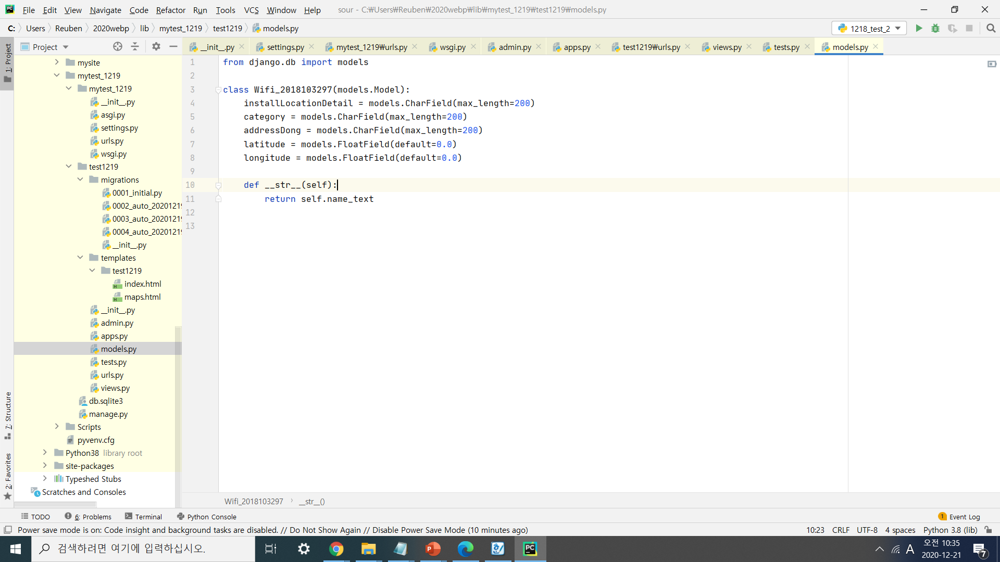 File Edit View Navigate Code Refactor Run Tools VCS Window Help sour - C:₩Users₩Reuben₩2020webp₩lib₩mytest_1219₩test1219₩models.py
C: Users Reuben 2020webp lib mytest_1219 test1219 models.py 1218_test_2
Project __init__.py settings.py mytest_1219₩urls.py wsgi.py admin.py apps.py test1219₩urls.py views.py tests.py models.py
1: Project
7: Structure
2: Favorites
mysite
mytest_1219
mytest_1219
__init__.py
asgi.py
settings.py
urls.py
wsgi.py
test1219
migrations
0001_initial.py
0002_auto_20201219
0003_auto_20201219
0004_auto_20201219
__init__.py
templates
test1219
index.html
maps.html
__init__.py
admin.py
apps.py
models.py
tests.py
urls.py
views.py
db.sqlite3
manage.py
Scripts
pyvenv.cfg
Python38 library root
site-packages
Typeshed Stubs
Scratches and Consoles
1 from django.db import models
2
3 class Wifi_2018103297(models.Model):
4 installLocationDetail = models.CharField(max_length=200)
5 category = models.CharField(max_length=200)
6 addressDong = models.CharField(max_length=200)
7 latitude = models.FloatField(default=0.0)
8 longitude = models.FloatField(default=0.0)
9
10 def __str__(self):
11 return self.name_text
12
13
Wifi_2018103297 __str__()
TODO 6: Problems Terminal Python Console 1 Event Log
Power save mode is on: Code insight and background tasks are disabled. // Do Not Show Again // Disable Power Save Mode (10 minutes ago) 10:23 CRLF UTF-8 4 spaces Python 3.8 (lib)
검색하려면 여기에 입력하십시오. A 오전 10:35
2020-12-21 7